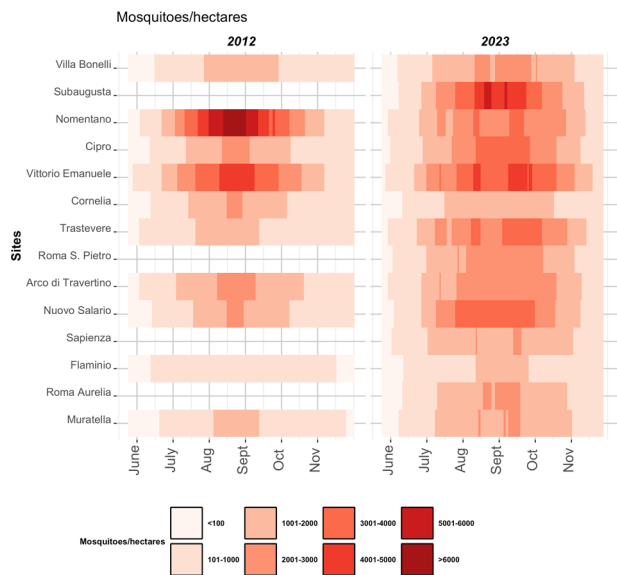 Mosquitoes/hectares
2012
2023
Sites
Villa Bonelli
Subaugusta
Nomentano
Cipro
Vittorio Emanuele
Cornelia
Trastevere
Roma S. Pietro
Arco di Travertino
Nuovo Salario
Sapienza
Flaminio
Roma Aurelia
Muratella
June July Aug Sept Oct Nov
June July Aug Sept Oct Nov
Mosquitoes/hectares
<100 1001-2000 3001-4000 5001-6000
101-1000 2001-3000 4001-5000 >6000